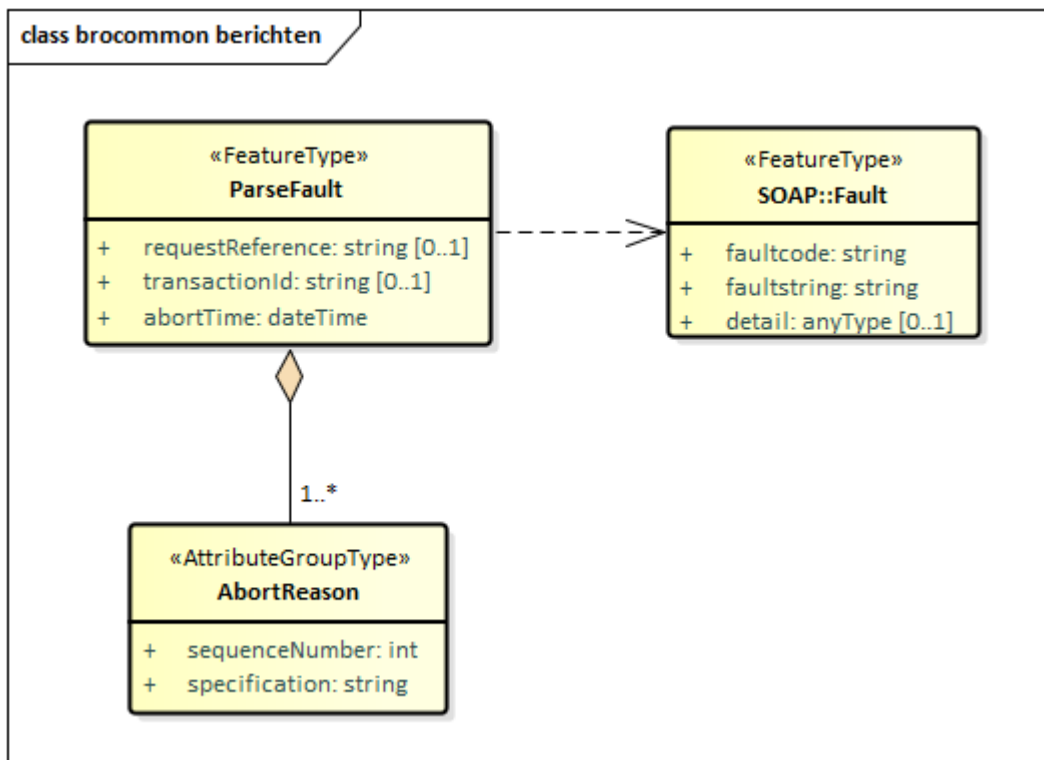 class brocommon berichten
«FeatureType»
ParseFault
+ requestReference: string [0..1]
+ transactionId: string [0..1]
+ abortTime: dateTime
«FeatureType»
SOAP::Fault
+ faultcode: string
+ faultstring: string
+ detail: anyType [0..1]
1..*
«AttributeGroupType»
AbortReason
+ sequenceNumber: int
+ specification: string